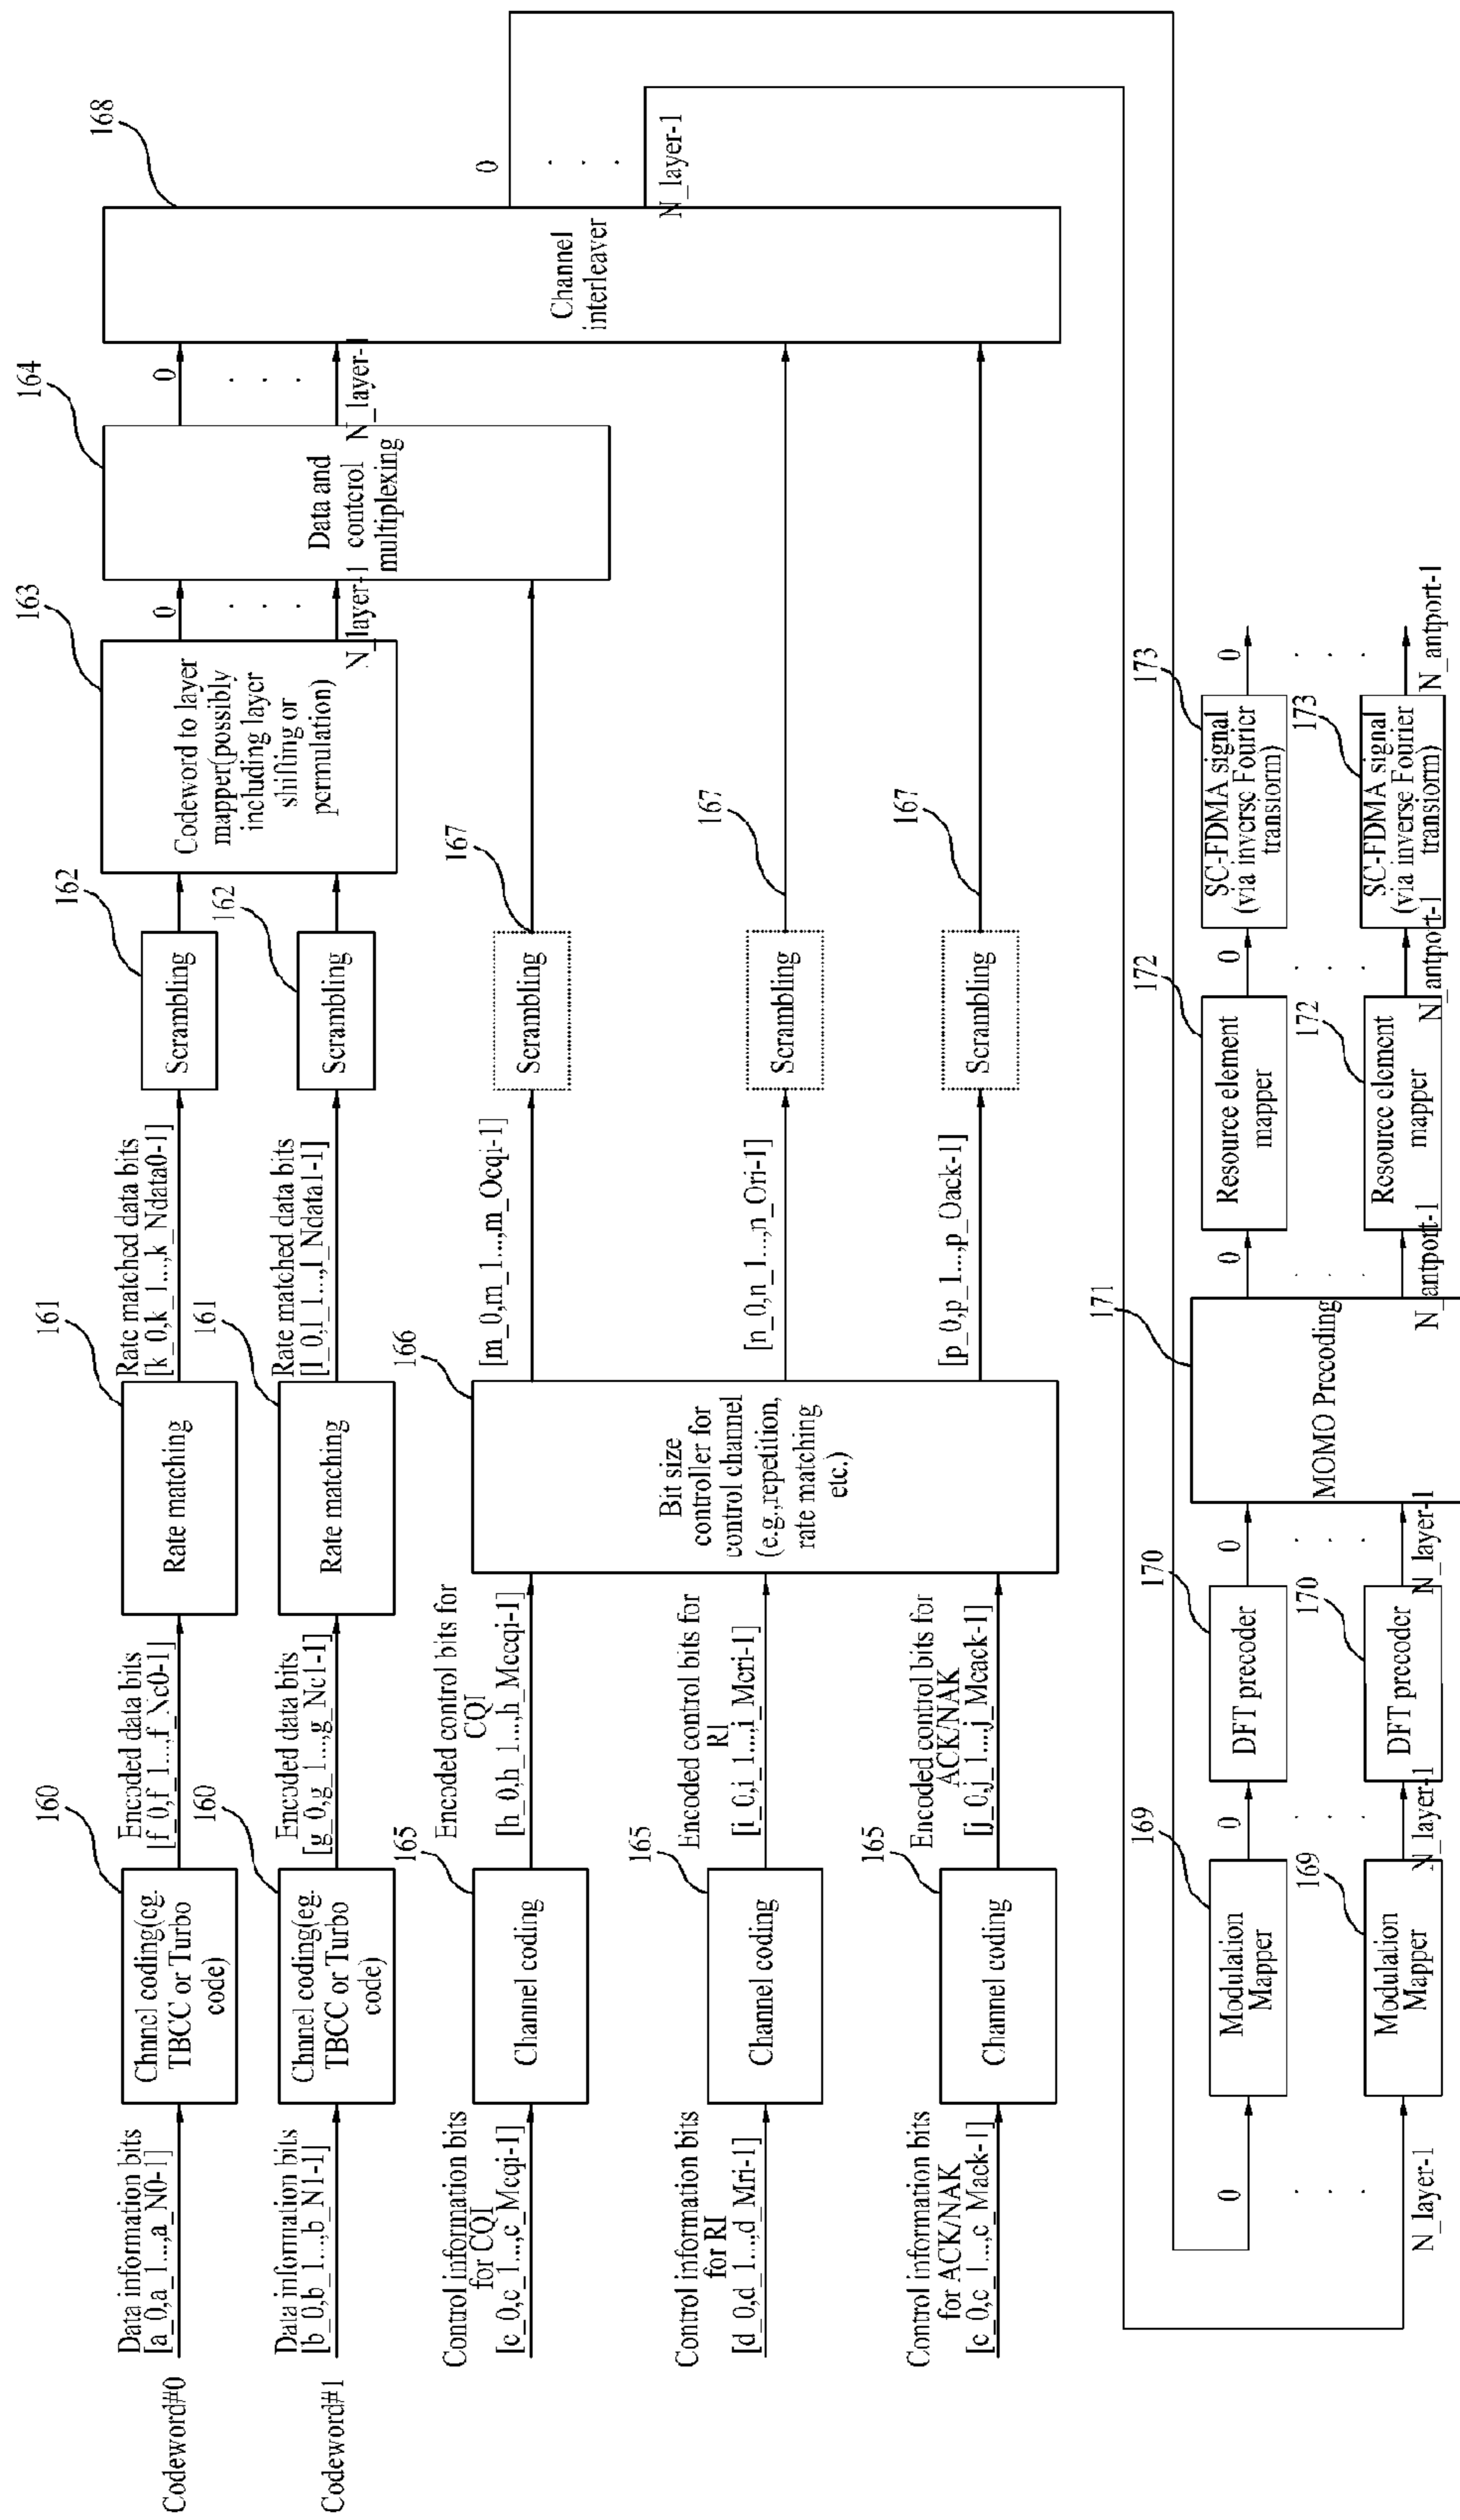 Codeword#0
Data information bits
[a_0,a_1...,a_N0-1]
160
Chnnel coding(eg.
TBCC or Turbo
code)
Encoded data bits
[f_0,f_1...,f_Nc0-1]
161
Rate matching
Rate matched data bits
[k_0,k_1...,k_Ndata0-1]
162
Scrambling
163
Codeword to layer
mapper(possibly
including layer
shifting or
permulation)
0
N_layer-1
164
Data and
control
multiplexing
0
N_layer-1
168
Channel
interleaver
0
N_layer-1
Codeword#1
Data information bits
[b_0,b_1...,b_N1-1]
160
Chnnel coding(eg.
TBCC or Turbo
code)
Encoded data bits
[g_0,g_1...,g_Nc1-1]
161
Rate matching
Rate matched data bits
[l_0,l_1...,l_Ndata1-1]
162
Scrambling
Control information bits
for CQI
[c_0,c_1...,c_Mcqi-1]
165
Channel coding
Encoded control bits for
CQI
[h_0,h_1...,h_Mccqi-1]
166
Bit size
controller for
control channel
(e.g.,repetition,
rate matching
etc.)
[m_0,m_1...,m_Ocqi-1]
Scrambling
167
Control information bits
for RI
[d_0,d_1...,d_Mri-1]
165
Channel coding
Encoded control bits for
RI
[i_0,i_1...,i_Mcri-1]
[n_0,n_1...,n_Ori-1]
Scrambling
167
Control information bits
for ACK/NAK
[e_0,e_1...,e_Mack-1]
165
Channel coding
Encoded control bits for
ACK/NAK
[j_0,j_1...,j_Mcack-1]
[p_0,p_1...,p_Oack-1]
Scrambling
167
0
169
Modulation
Mapper
0
170
DFT precoder
0
171
MOMO Precoding
0
172
Resource element
mapper
0
173
SC-FDMA signal
(via inverse Fourier
transiorm)
0
N_layer-1
169
Modulation
Mapper
N_layer-1
170
DFT precoder
N_layer-1
N_antport-1
172
Resource element
mapper
N_antport-1
173
SC-FDMA signal
(via inverse Fourier
transiorm)
N_antport-1